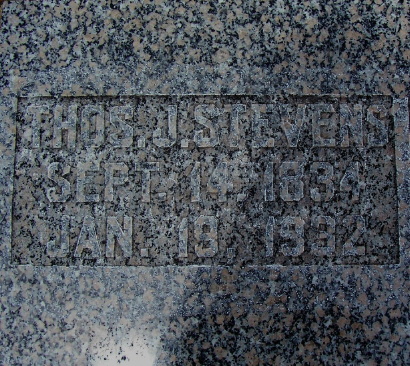 THOS. J. STEVENS
SEPT. 14, 1834
JAN. 19, 1932